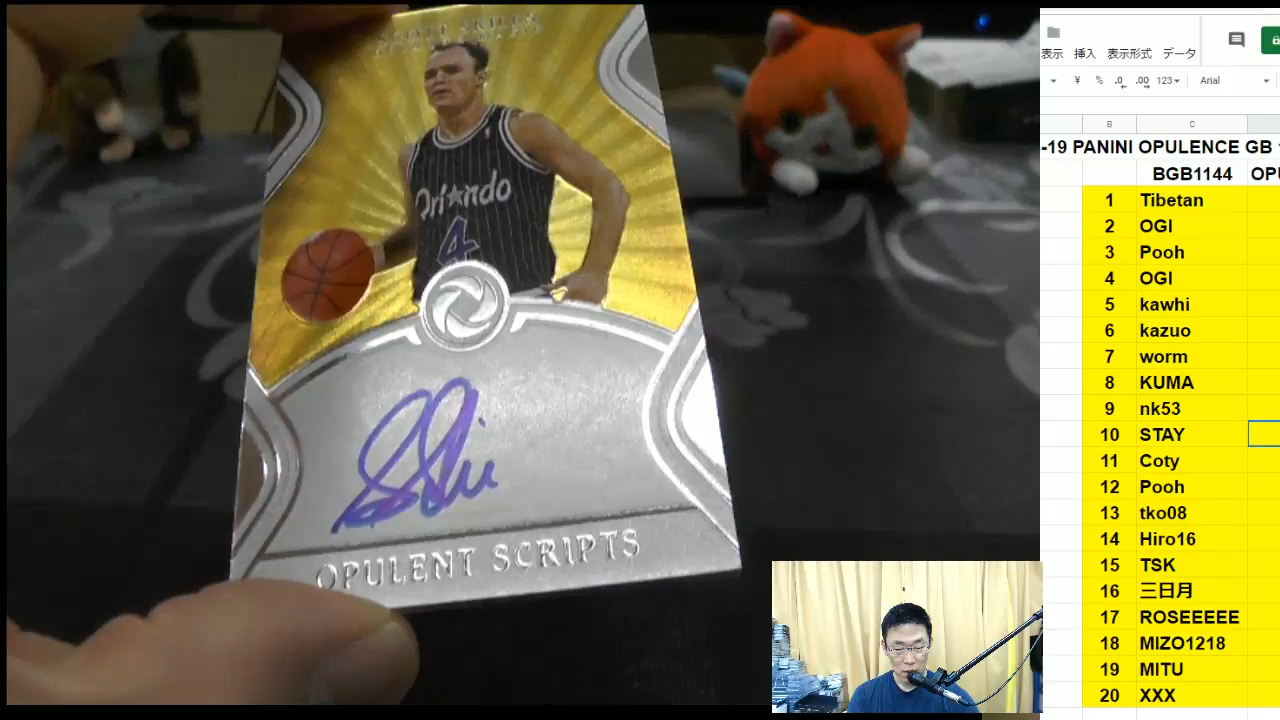 SCOTT SKILES
Orlando
4
OPULENT SCRIPTS
表示 挿入 表示形式 データ
¥ % .0 .00 123 Arial
B C
-19 PANINI OPULENCE GB
BGB1144 OPU
1 Tibetan
2 OGI
3 Pooh
4 OGI
5 kawhi
6 kazuo
7 worm
8 KUMA
9 nk53
10 STAY
11 Coty
12 Pooh
13 tko08
14 Hiro16
15 TSK
16 三日月
17 ROSEEEEE
18 MIZO1218
19 MITU
20 XXX